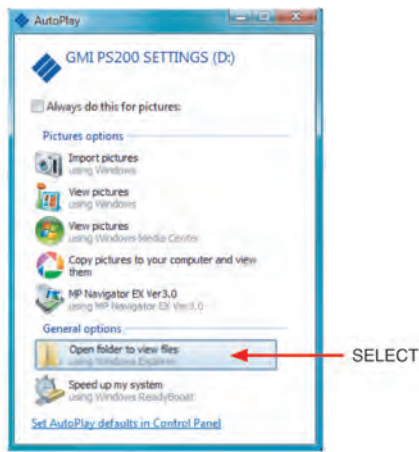 AutoPlay
GMI PS200 SETTINGS (D:)
Always do this for pictures:
Pictures options
Import pictures
using Windows
View pictures
using Windows
View pictures
using Windows Media Center
Copy pictures to your computer and view
them
MP Navigator EX Ver3.0
using MP Navigator EX Ver3.0
General options
Open folder to view files
using Windows Explorer
SELECT
Speed up my system
using Windows ReadyBoost
Set AutoPlay defaults in Control Panel